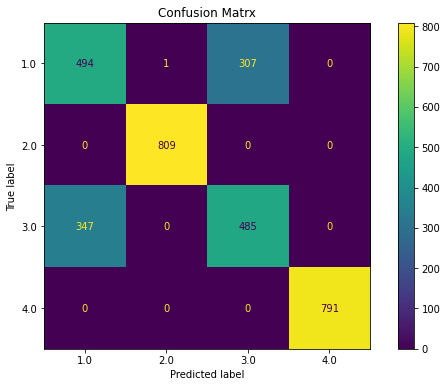 Confusion Matrx
True label
1.0 494 1 307 0
2.0 0 809 0 0
3.0 347 0 485 0
4.0 0 0 0 791
1.0 2.0 3.0 4.0
Predicted label
800
700
600
500
400
300
200
100
0